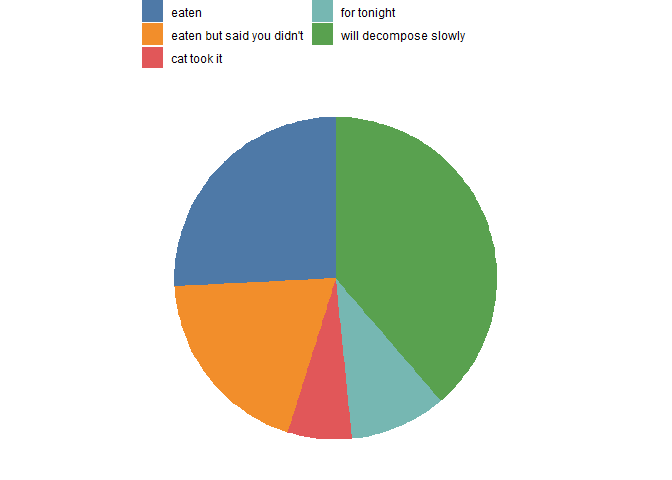 eaten
eaten but said you didn't
cat took it
for tonight
will decompose slowly